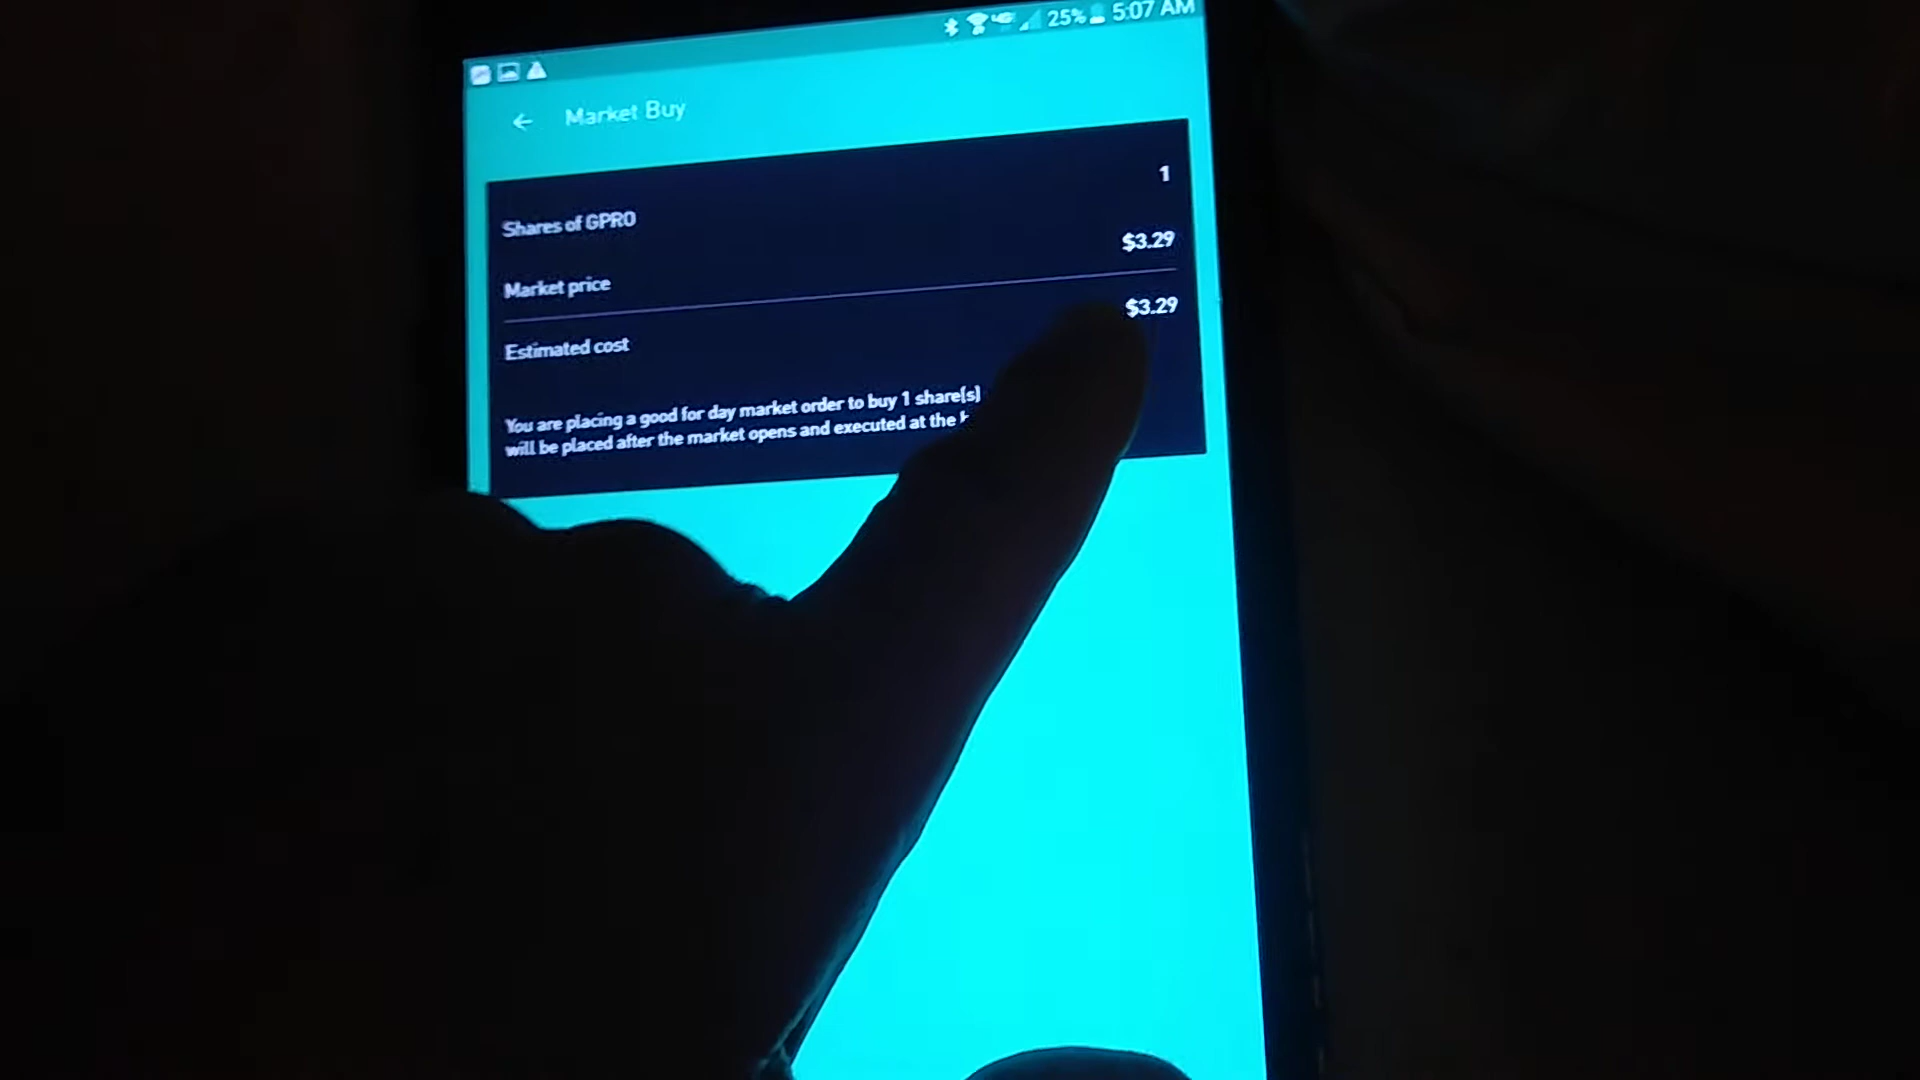 25% 5:07 AM
Market Buy
Shares of GPRO 1
Market price $3.29
Estimated cost $3.29
You are placing a good for day market order to buy 1 share(s)
will be placed after the market opens and executed at the